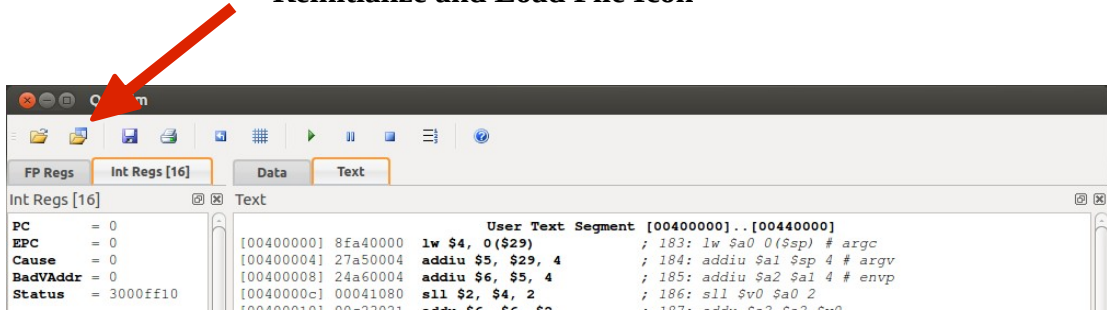 Reinitialize and Load File Icon
FP Regs Int Regs [16] Data Text
Int Regs [16] Text
PC = 0 User Text Segment [00400000]..[00440000]
EPC = 0 [00400000] 8fa40000 lw $4, 0($29) ; 183: lw $a0 0($sp) # argc
Cause = 0 [00400004] 27a50004 addiu $5, $29, 4 ; 184: addiu $a1 $sp 4 # argv
BadVAddr = 0 [00400008] 24a60004 addiu $6, $5, 4 ; 185: addiu $a2 $a1 4 # envp
Status = 3000ff10 [0040000c] 00041080 sll $2, $4, 2 ; 186: sll $v0 $a0 2